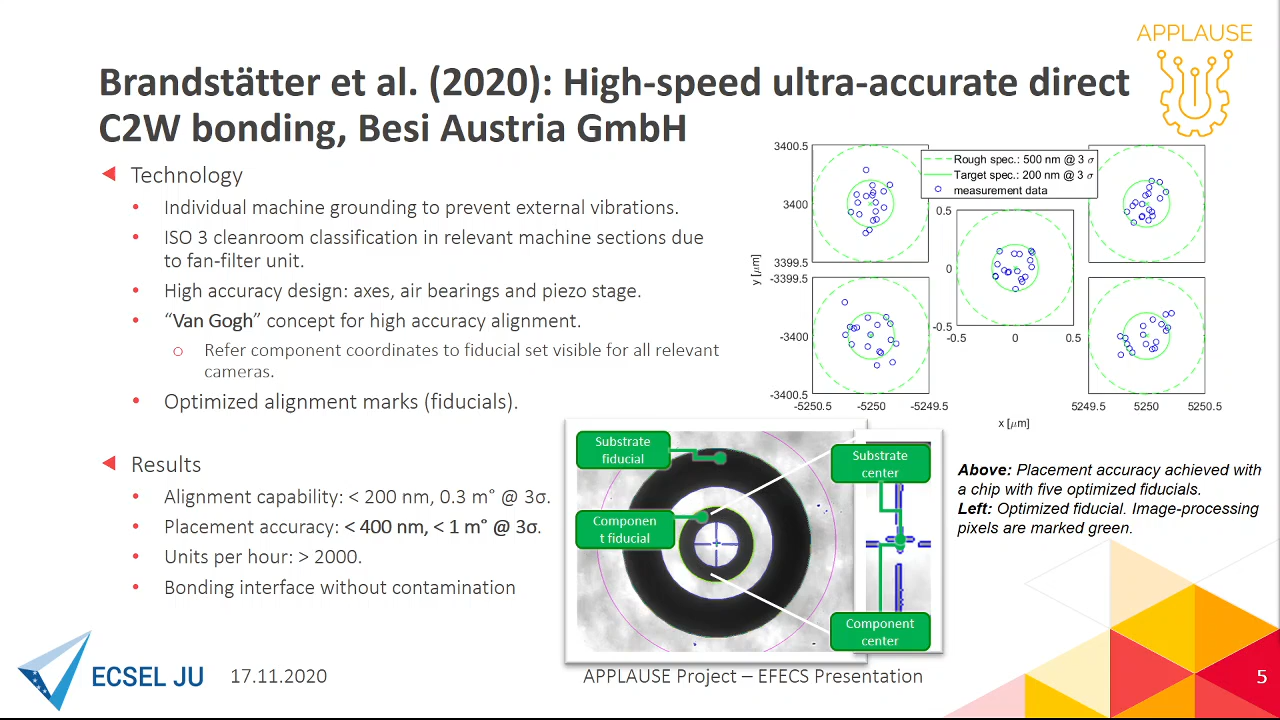 APPLAUSE
Brandstätter et al. (2020): High-speed ultra-accurate direct
C2W bonding, Besi Austria GmbH
Technology
• Individual machine grounding to prevent external vibrations.
• ISO 3 cleanroom classification in relevant machine sections due
to fan-filter unit.
• High accuracy design: axes, air bearings and piezo stage.
• “Van Gogh” concept for high accuracy alignment.
o Refer component coordinates to fiducial set visible for all relevant
cameras.
• Optimized alignment marks (fiducials).
Results
• Alignment capability: < 200 nm, 0.3 m° @ 3σ.
• Placement accuracy: < 400 nm, < 1 m° @ 3σ.
• Units per hour: > 2000.
• Bonding interface without contamination
Rough spec.: 500 nm @ 3 σ
Target spec.: 200 nm @ 3 σ
measurement data
3400.5
3400
3399.5
-3399.5
-3400
-3400.5
y [μm]
0.5
0
-0.5
-0.5 0 0.5
-5250.5 -5250 -5249.5
5249.5 5250 5250.5
x [μm]
Substrate
fiducial
Componen
t fiducial
Substrate
center
Component
center
Above: Placement accuracy achieved with
a chip with five optimized fiducials.
Left: Optimized fiducial. Image-processing
pixels are marked green.
ECSEL JU
17.11.2020
APPLAUSE Project – EFECS Presentation
5